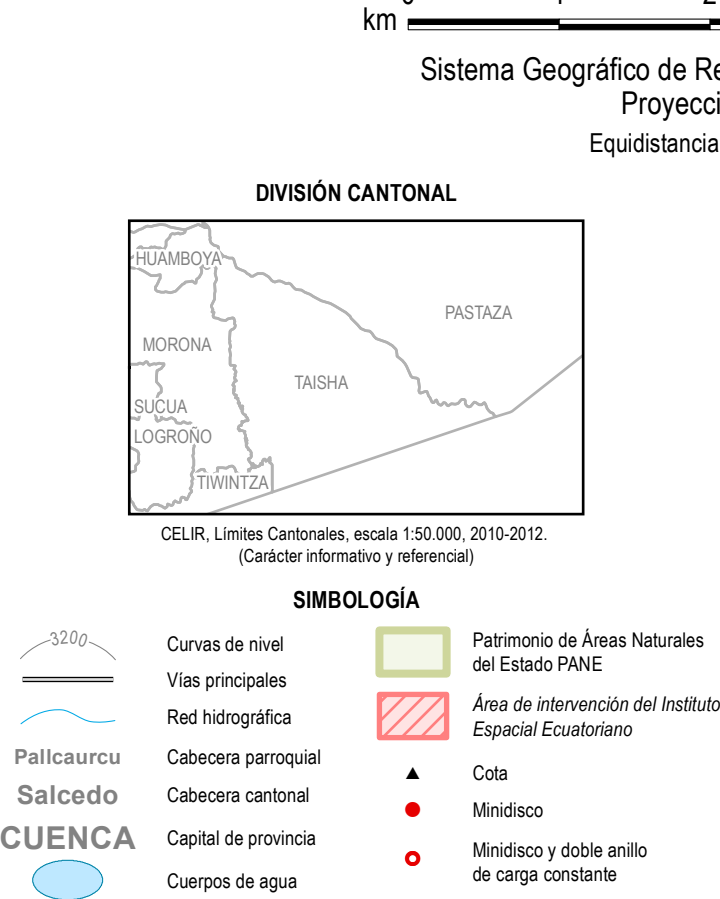 km
Sistema Geográfico de Re
Proyecci
Equidistancia
DIVISIÓN CANTONAL
HUAMBOYA
PASTAZA
MORONA
TAISHA
SUCUA
LOGROÑO
TIWINTZA
CELIR, Límites Cantonales, escala 1:50.000, 2010-2012.
(Carácter informativo y referencial)
SIMBOLOGÍA
3200
Curvas de nivel
Vías principales
Red hidrográfica
Pallcaurcu
Cabecera parroquial
Salcedo
Cabecera cantonal
CUENCA
Capital de provincia
Cuerpos de agua
Patrimonio de Áreas Naturales
del Estado PANE
Área de intervención del Instituto
Espacial Ecuatoriano
Cota
Minidisco
Minidisco y doble anillo
de carga constante